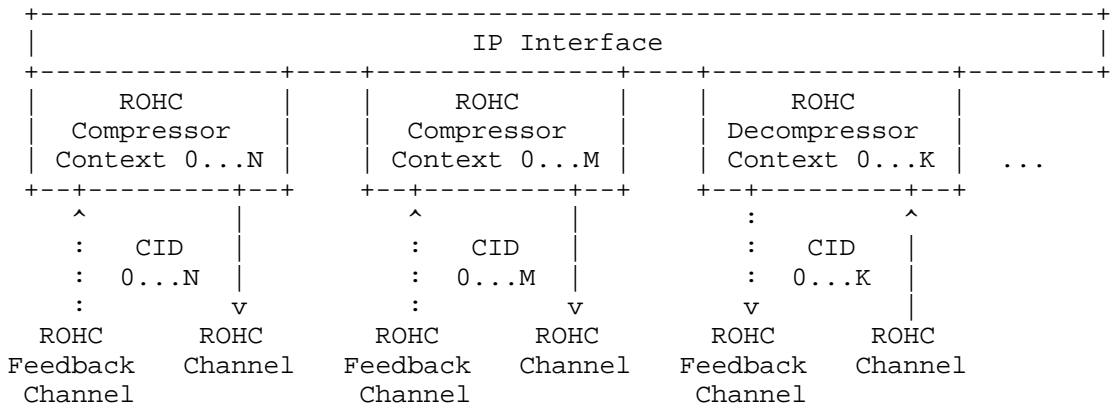 IP Interface
ROHC ROHC ROHC
Compressor Compressor Decompressor
Context 0...N Context 0...M Context 0...K ...
CID CID CID
0...N 0...M 0...K
ROHC ROHC ROHC ROHC ROHC ROHC
Feedback Channel Feedback Channel Feedback Channel
Channel Channel Channel